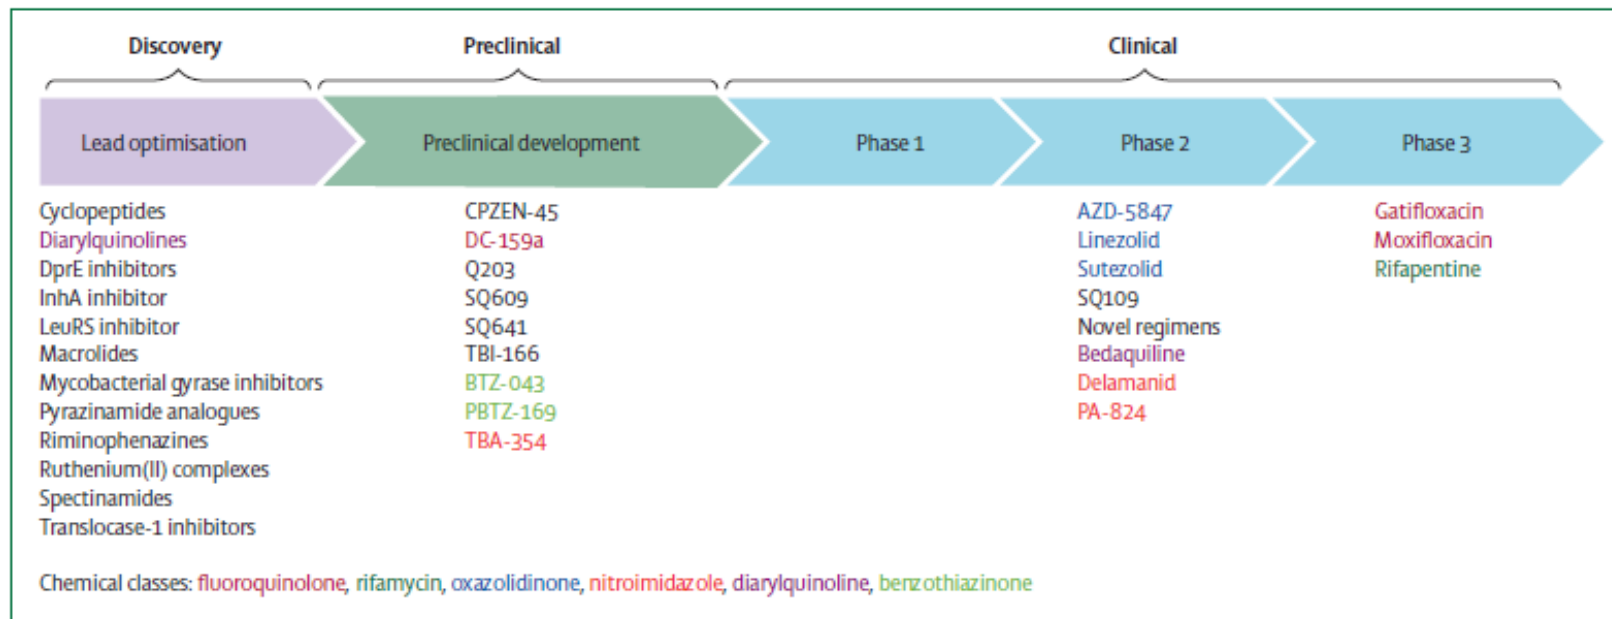 Discovery
Preclinical
Clinical
Lead optimisation
Preclinical development
Phase 1
Phase 2
Phase 3
Cyclopeptides
Diarylquinolines
DprE inhibitors
InhA inhibitor
LeuRS inhibitor
Macrolides
Mycobacterial gyrase inhibitors
Pyrazinamide analogues
Riminophenazines
Ruthenium(II) complexes
Spectinamides
Translocase-1 inhibitors
CPZEN-45
DC-159a
Q203
SQ609
SQ641
TBI-166
BTZ-043
PBTZ-169
TBA-354
AZD-5847
Linezolid
Sutezolid
SQ109
Novel regimens
Bedaquiline
Delamanid
PA-824
Gatifloxacin
Moxifloxacin
Rifapentine
Chemical classes: fluoroquinolone, rifamycin, oxazolidinone, nitroimidazole, diarylquinoline, benzothiazinone